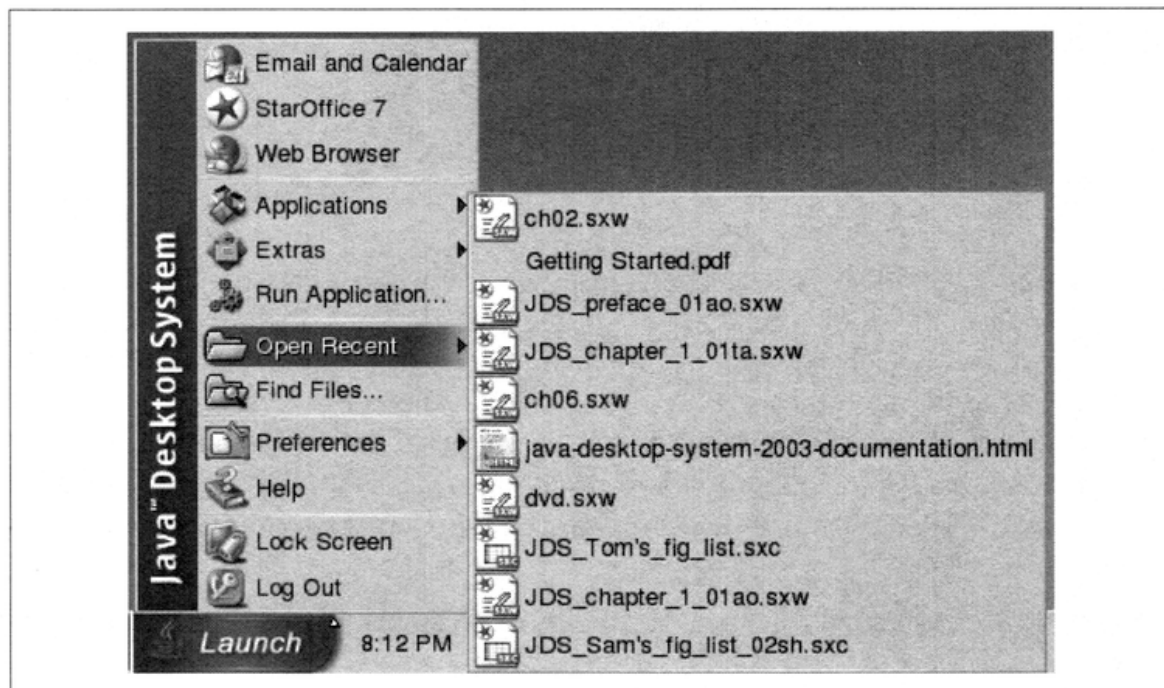 Java™ Desktop System
Email and Calendar
StarOffice 7
Web Browser
Applications
Extras
Run Application...
Open Recent
Find Files...
Preferences
Help
Lock Screen
Log Out
ch02.sxw
Getting Started.pdf
JDS_preface_01ao.sxw
JDS_chapter_1_01ta.sxw
ch06.sxw
java-desktop-system-2003-documentation.html
dvd.sxw
JDS_Tom's_fig_list.sxc
JDS_chapter_1_01ao.sxw
JDS_Sam's_fig_list_02sh.sxc
Launch 8:12 PM